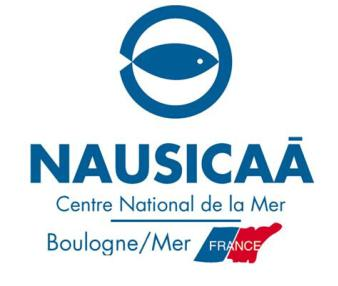 NAUSICAĀ
Centre National de la Mer
Boulogne/Mer FRANCE